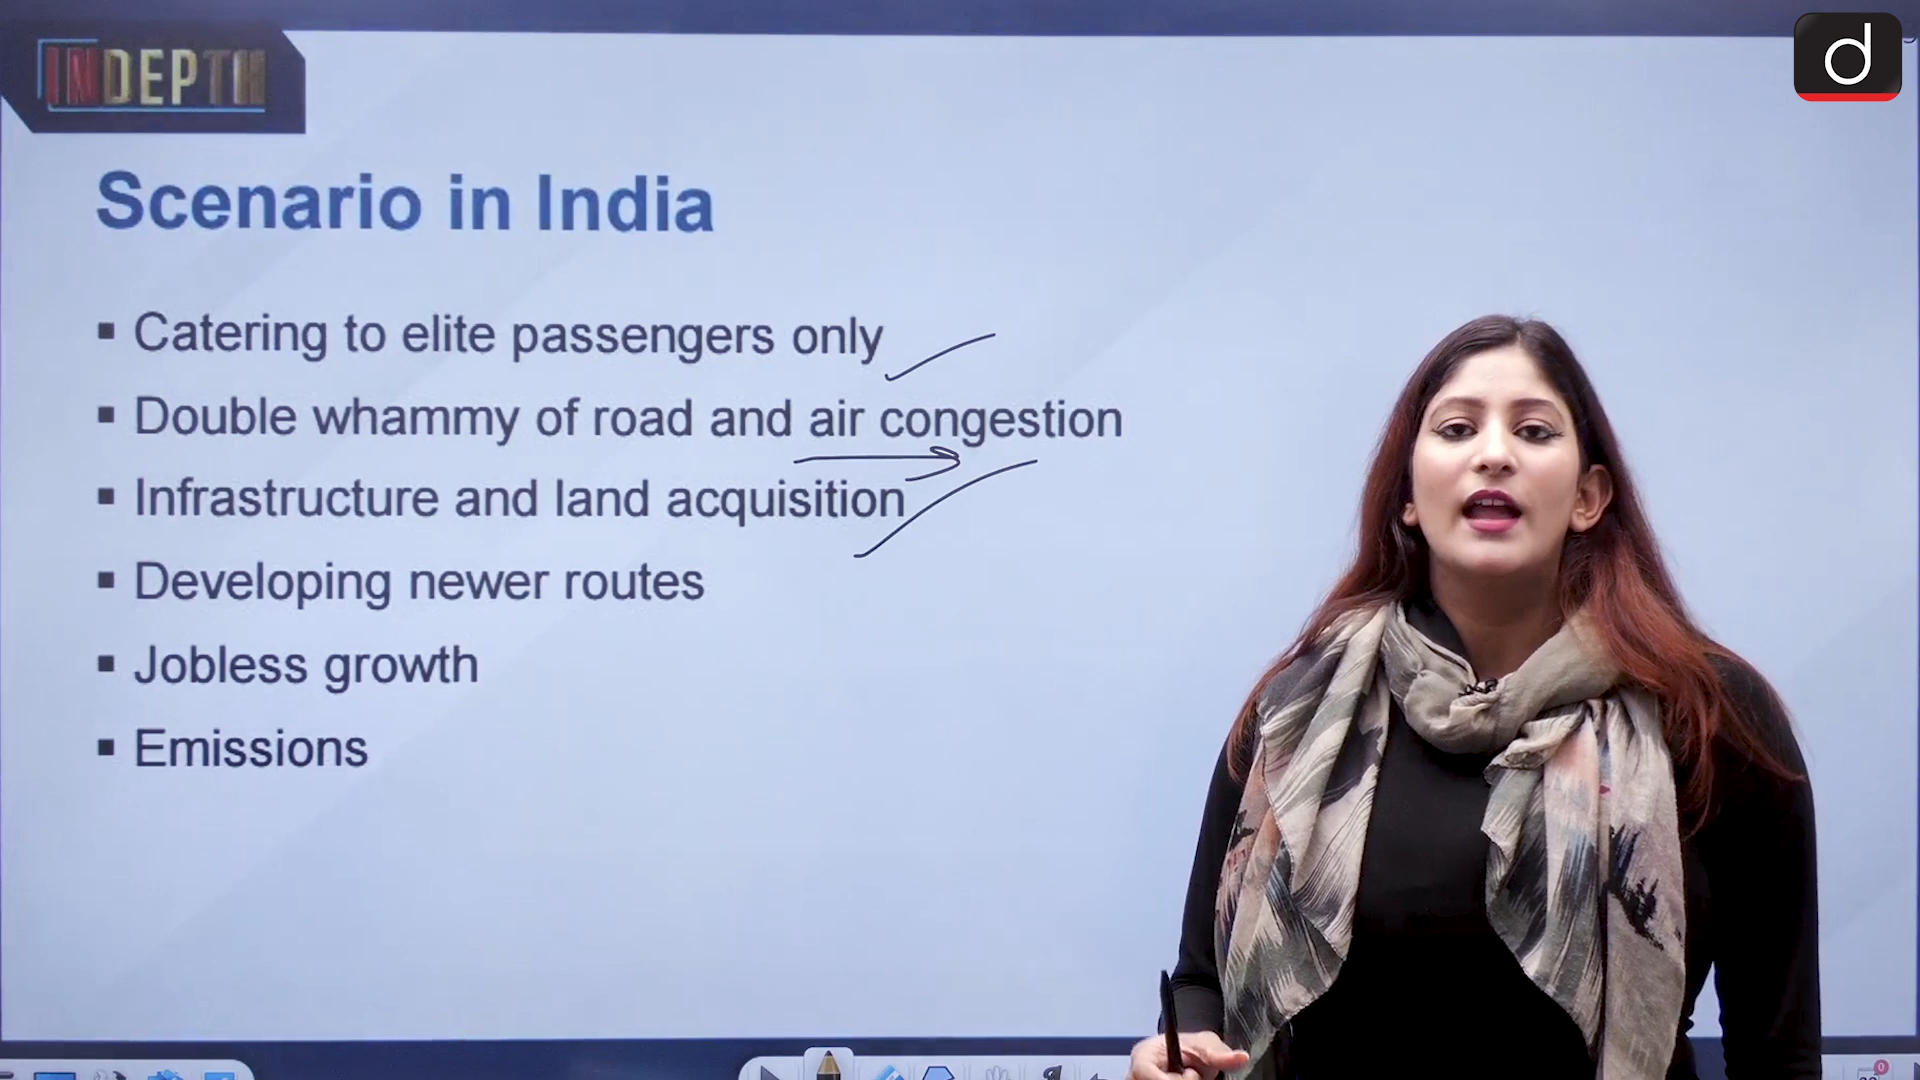 INDEPTH
d
Scenario in India
▪ Catering to elite passengers only
▪ Double whammy of road and air congestion
▪ Infrastructure and land acquisition
▪ Developing newer routes
▪ Jobless growth
▪ Emissions
0